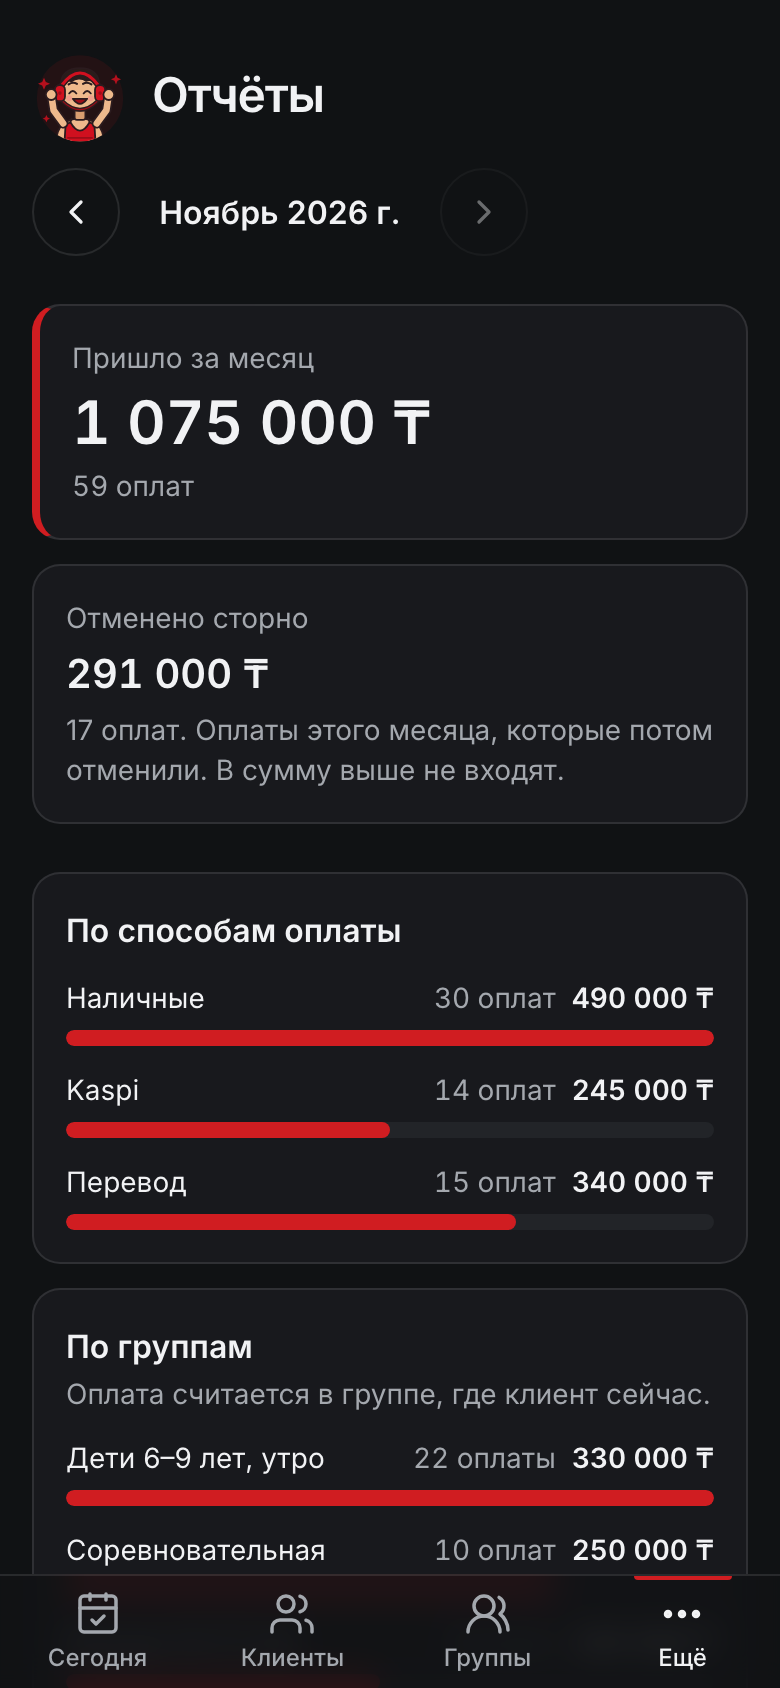 Отчёты
Ноябрь 2026 г.
Пришло за месяц
1 075 000 ₸
59 оплат
Отменено сторно
291 000 ₸
17 оплат. Оплаты этого месяца, которые потом
отменили. В сумму выше не входят.
По способам оплаты
Наличные 30 оплат 490 000 ₸
Kaspi 14 оплат 245 000 ₸
Перевод 15 оплат 340 000 ₸
По группам
Оплата считается в группе, где клиент сейчас.
Дети 6–9 лет, утро 22 оплаты 330 000 ₸
Соревновательная 10 оплат 250 000 ₸
Сегодня Клиенты Группы Ещё